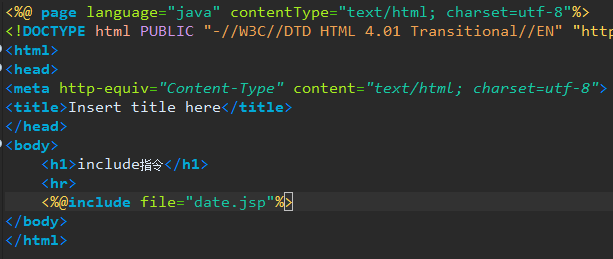 <%@ page language="java" contentType="text/html; charset=utf-8"%>
<!DOCTYPE html PUBLIC "-//W3C//DTD HTML 4.01 Transitional//EN" "http
<html>
<head>
<meta http-equiv="Content-Type" content="text/html; charset=utf-8">
<title>Insert title here</title>
</head>
<body>
<h1>include指令</h1>
<hr>
<%@include file="date.jsp"%>
</body>
</html>